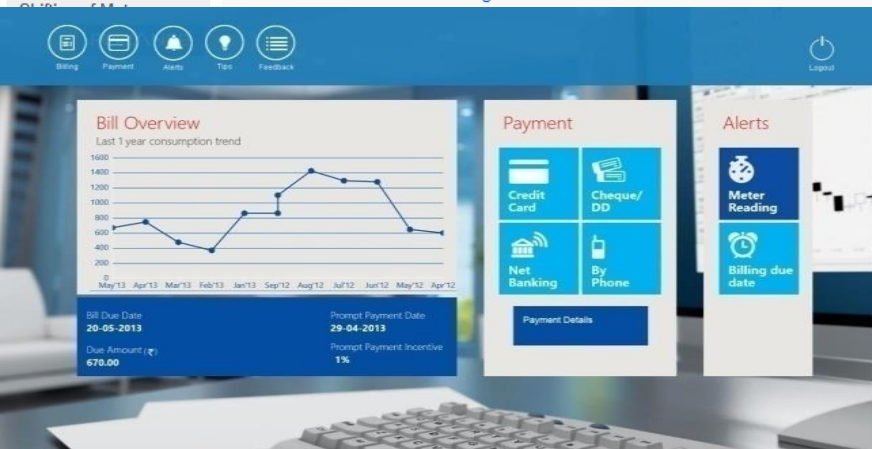 Shifting of Meter
Billing
Payment
Alerts
Tips
Feedback
Logout
Bill Overview
Last 1 year consumption trend
1600
1400
1200
1000
800
600
400
200
0
May'13 Apr'13 Mar'13 Feb'13 Jan'13 Sep'12 Aug'12 Jul'12 Jun'12 May'12 Apr'12
Bill Due Date
20-05-2013
Due Amount (₹)
670.00
Prompt Payment Date
29-04-2013
Prompt Payment Incentive
1%
Payment
Credit
Card
Cheque/
DD
Net
Banking
By
Phone
Payment Details
Alerts
Meter
Reading
Billing due
date